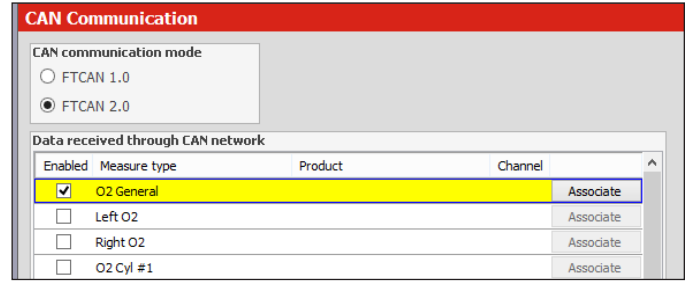 CAN Communication
CAN communication mode
FTCAN 1.0
FTCAN 2.0
Data received through CAN network
Enabled Measure type Product Channel
O2 General Associate
Left O2 Associate
Right O2 Associate
O2 Cyl #1 Associate